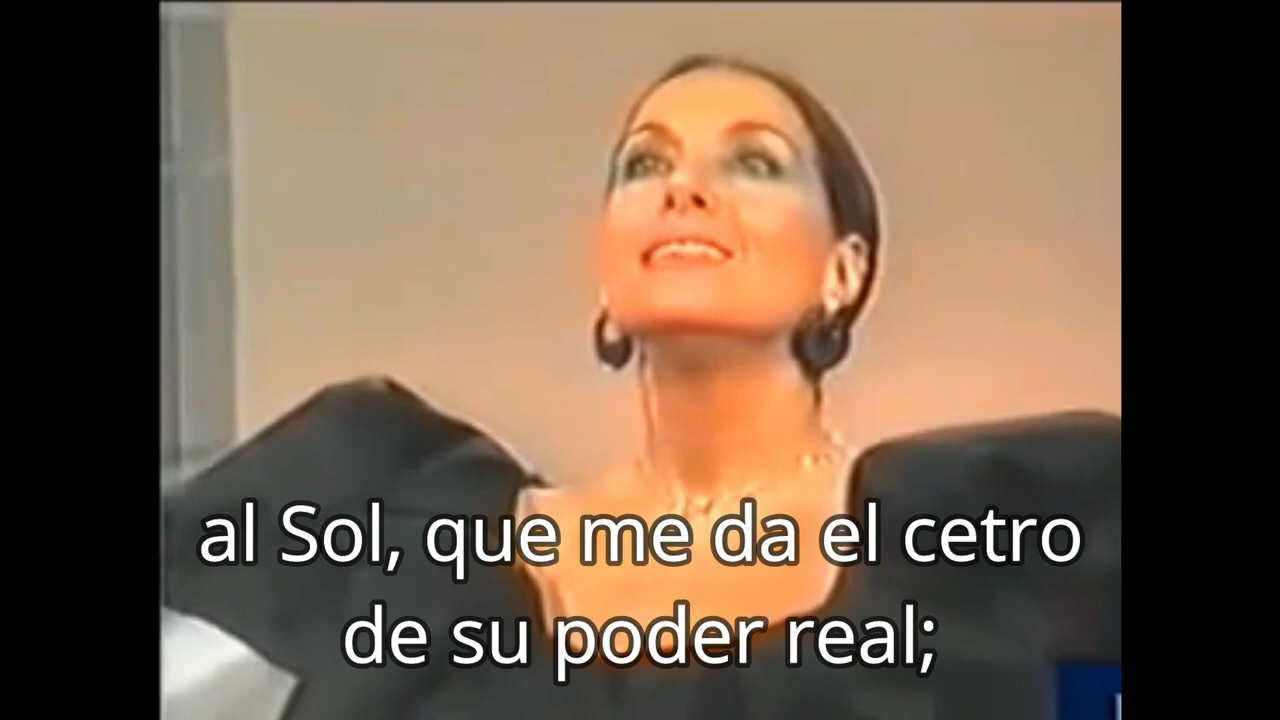 al Sol, que me da el cetro
de su poder real;